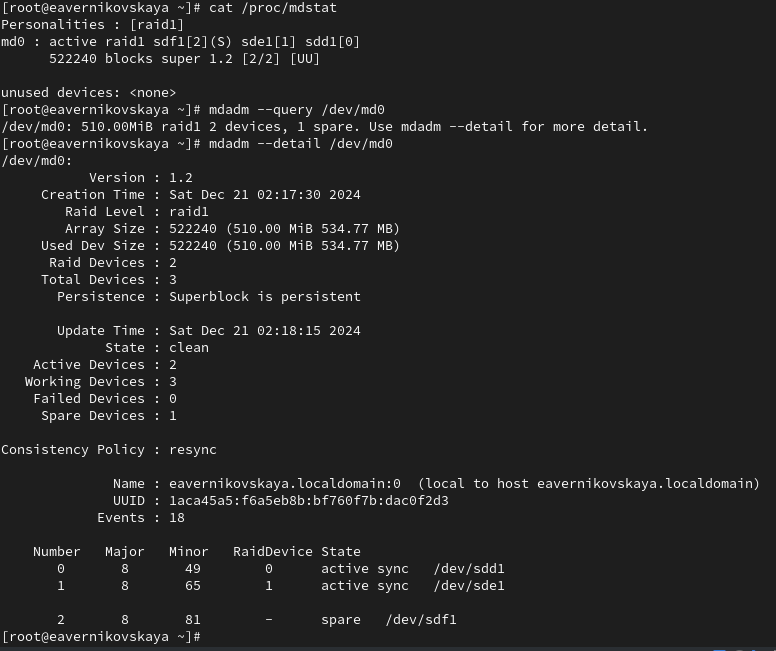 [root@eavernikovskaya ~]# cat /proc/mdstat
Personalities : [raid1]
md0 : active raid1 sdf1[2](S) sde1[1] sdd1[0]
      522240 blocks super 1.2 [2/2] [UU]

unused devices: <none>
[root@eavernikovskaya ~]# mdadm --query /dev/md0
/dev/md0: 510.00MiB raid1 2 devices, 1 spare. Use mdadm --detail for more detail.
[root@eavernikovskaya ~]# mdadm --detail /dev/md0
/dev/md0:
           Version : 1.2
     Creation Time : Sat Dec 21 02:17:30 2024
        Raid Level : raid1
        Array Size : 522240 (510.00 MiB 534.77 MB)
     Used Dev Size : 522240 (510.00 MiB 534.77 MB)
      Raid Devices : 2
     Total Devices : 3
       Persistence : Superblock is persistent

       Update Time : Sat Dec 21 02:18:15 2024
             State : clean
    Active Devices : 2
   Working Devices : 3
    Failed Devices : 0
     Spare Devices : 1

Consistency Policy : resync

              Name : eavernikovskaya.localdomain:0  (local to host eavernikovskaya.localdomain)
              UUID : 1aca45a5:f6a5eb8b:bf760f7b:dac0f2d3
            Events : 18

    Number   Major   Minor   RaidDevice State
       0       8       49        0      active sync   /dev/sdd1
       1       8       65        1      active sync   /dev/sde1

       2       8       81        -      spare   /dev/sdf1
[root@eavernikovskaya ~]#